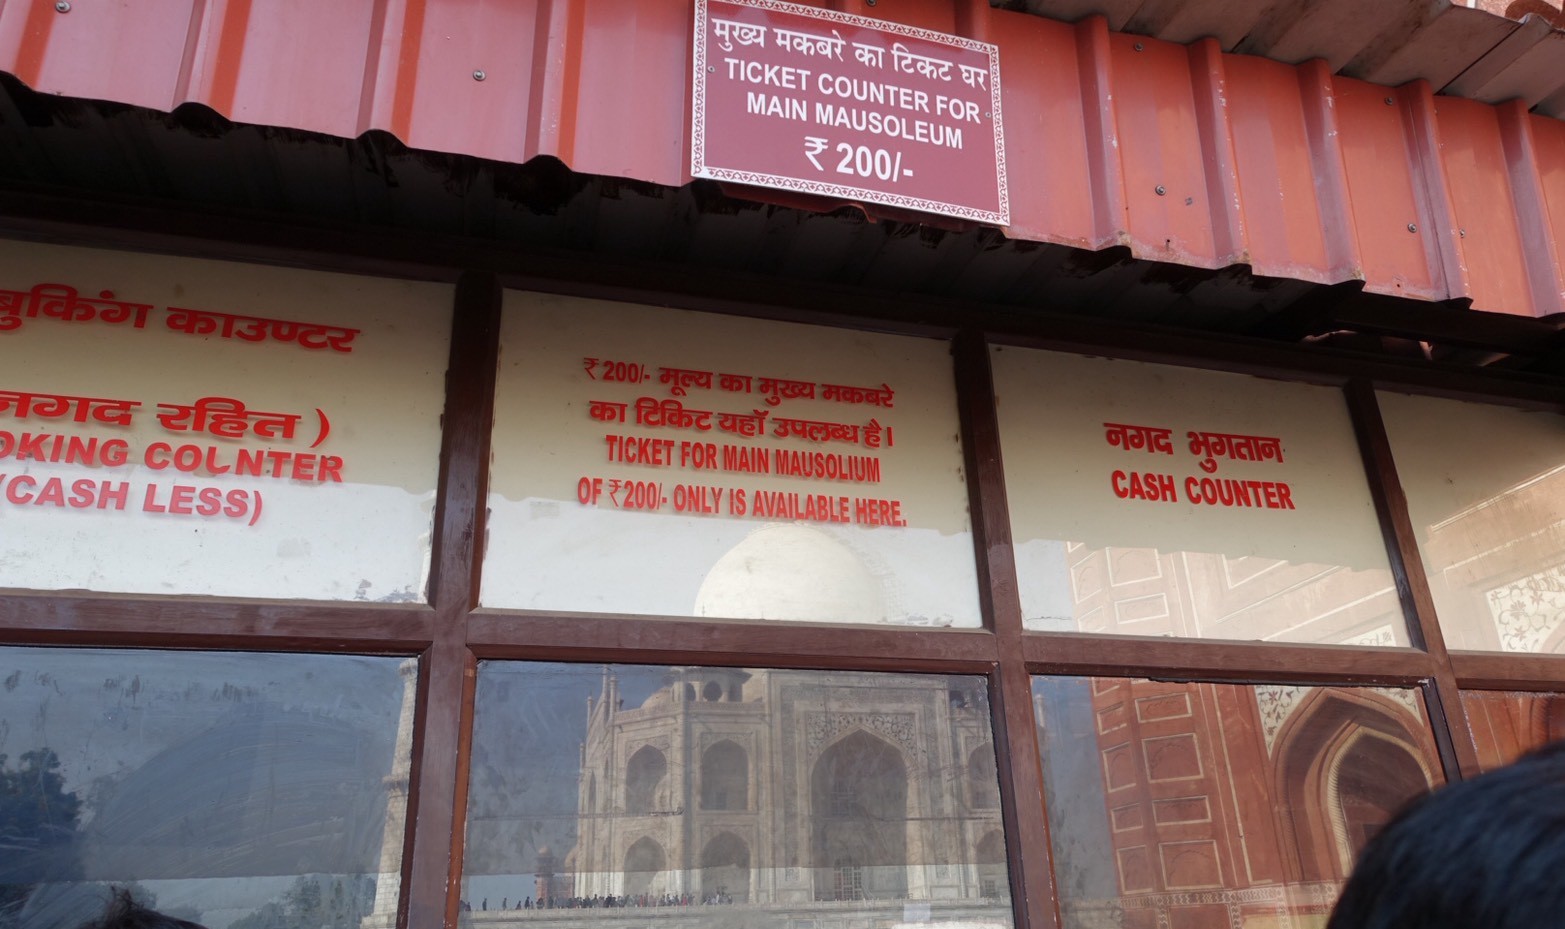 मुख्य मकबरे का टिकट घर
TICKET COUNTER FOR
MAIN MAUSOLEUM
₹ 200/-
बुकिंग काउण्टर
नगद रहित)
OKING COUNTER
(CASH LESS)
₹200/- मूल्य का मुख्य मकबरे
का टिकिट यहाँ उपलब्ध है।
TICKET FOR MAIN MAUSOLIUM
OF ₹200/- ONLY IS AVAILABLE HERE.
नगद भुगतान
CASH COUNTER